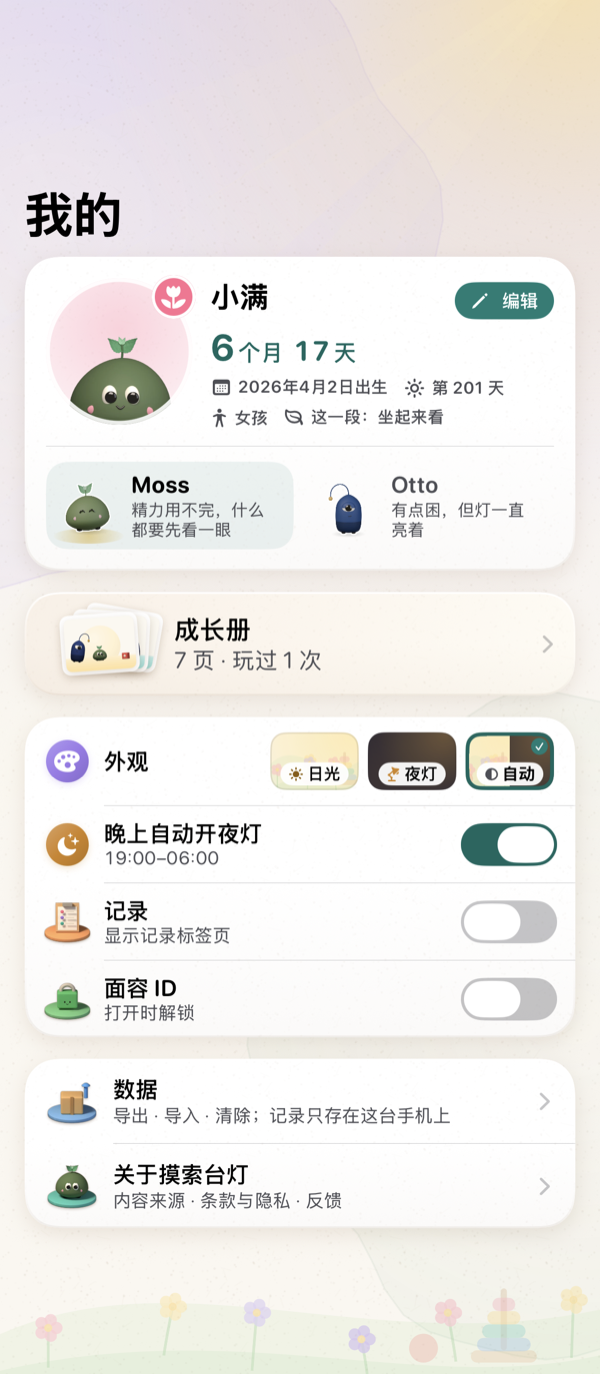 我的
小满
编辑
6个月 17天
2026年4月2日出生 第 201 天
女孩 这一段：坐起来看
Moss
精力用不完，什么
都要先看一眼
Otto
有点困，但灯一直
亮着
成长册
7 页 · 玩过 1 次
外观
日光
夜灯
自动
晚上自动开夜灯
19:00–06:00
记录
显示记录标签页
面容 ID
打开时解锁
数据
导出 · 导入 · 清除；记录只存在这台手机上
关于摸索台灯
内容来源 · 条款与隐私 · 反馈